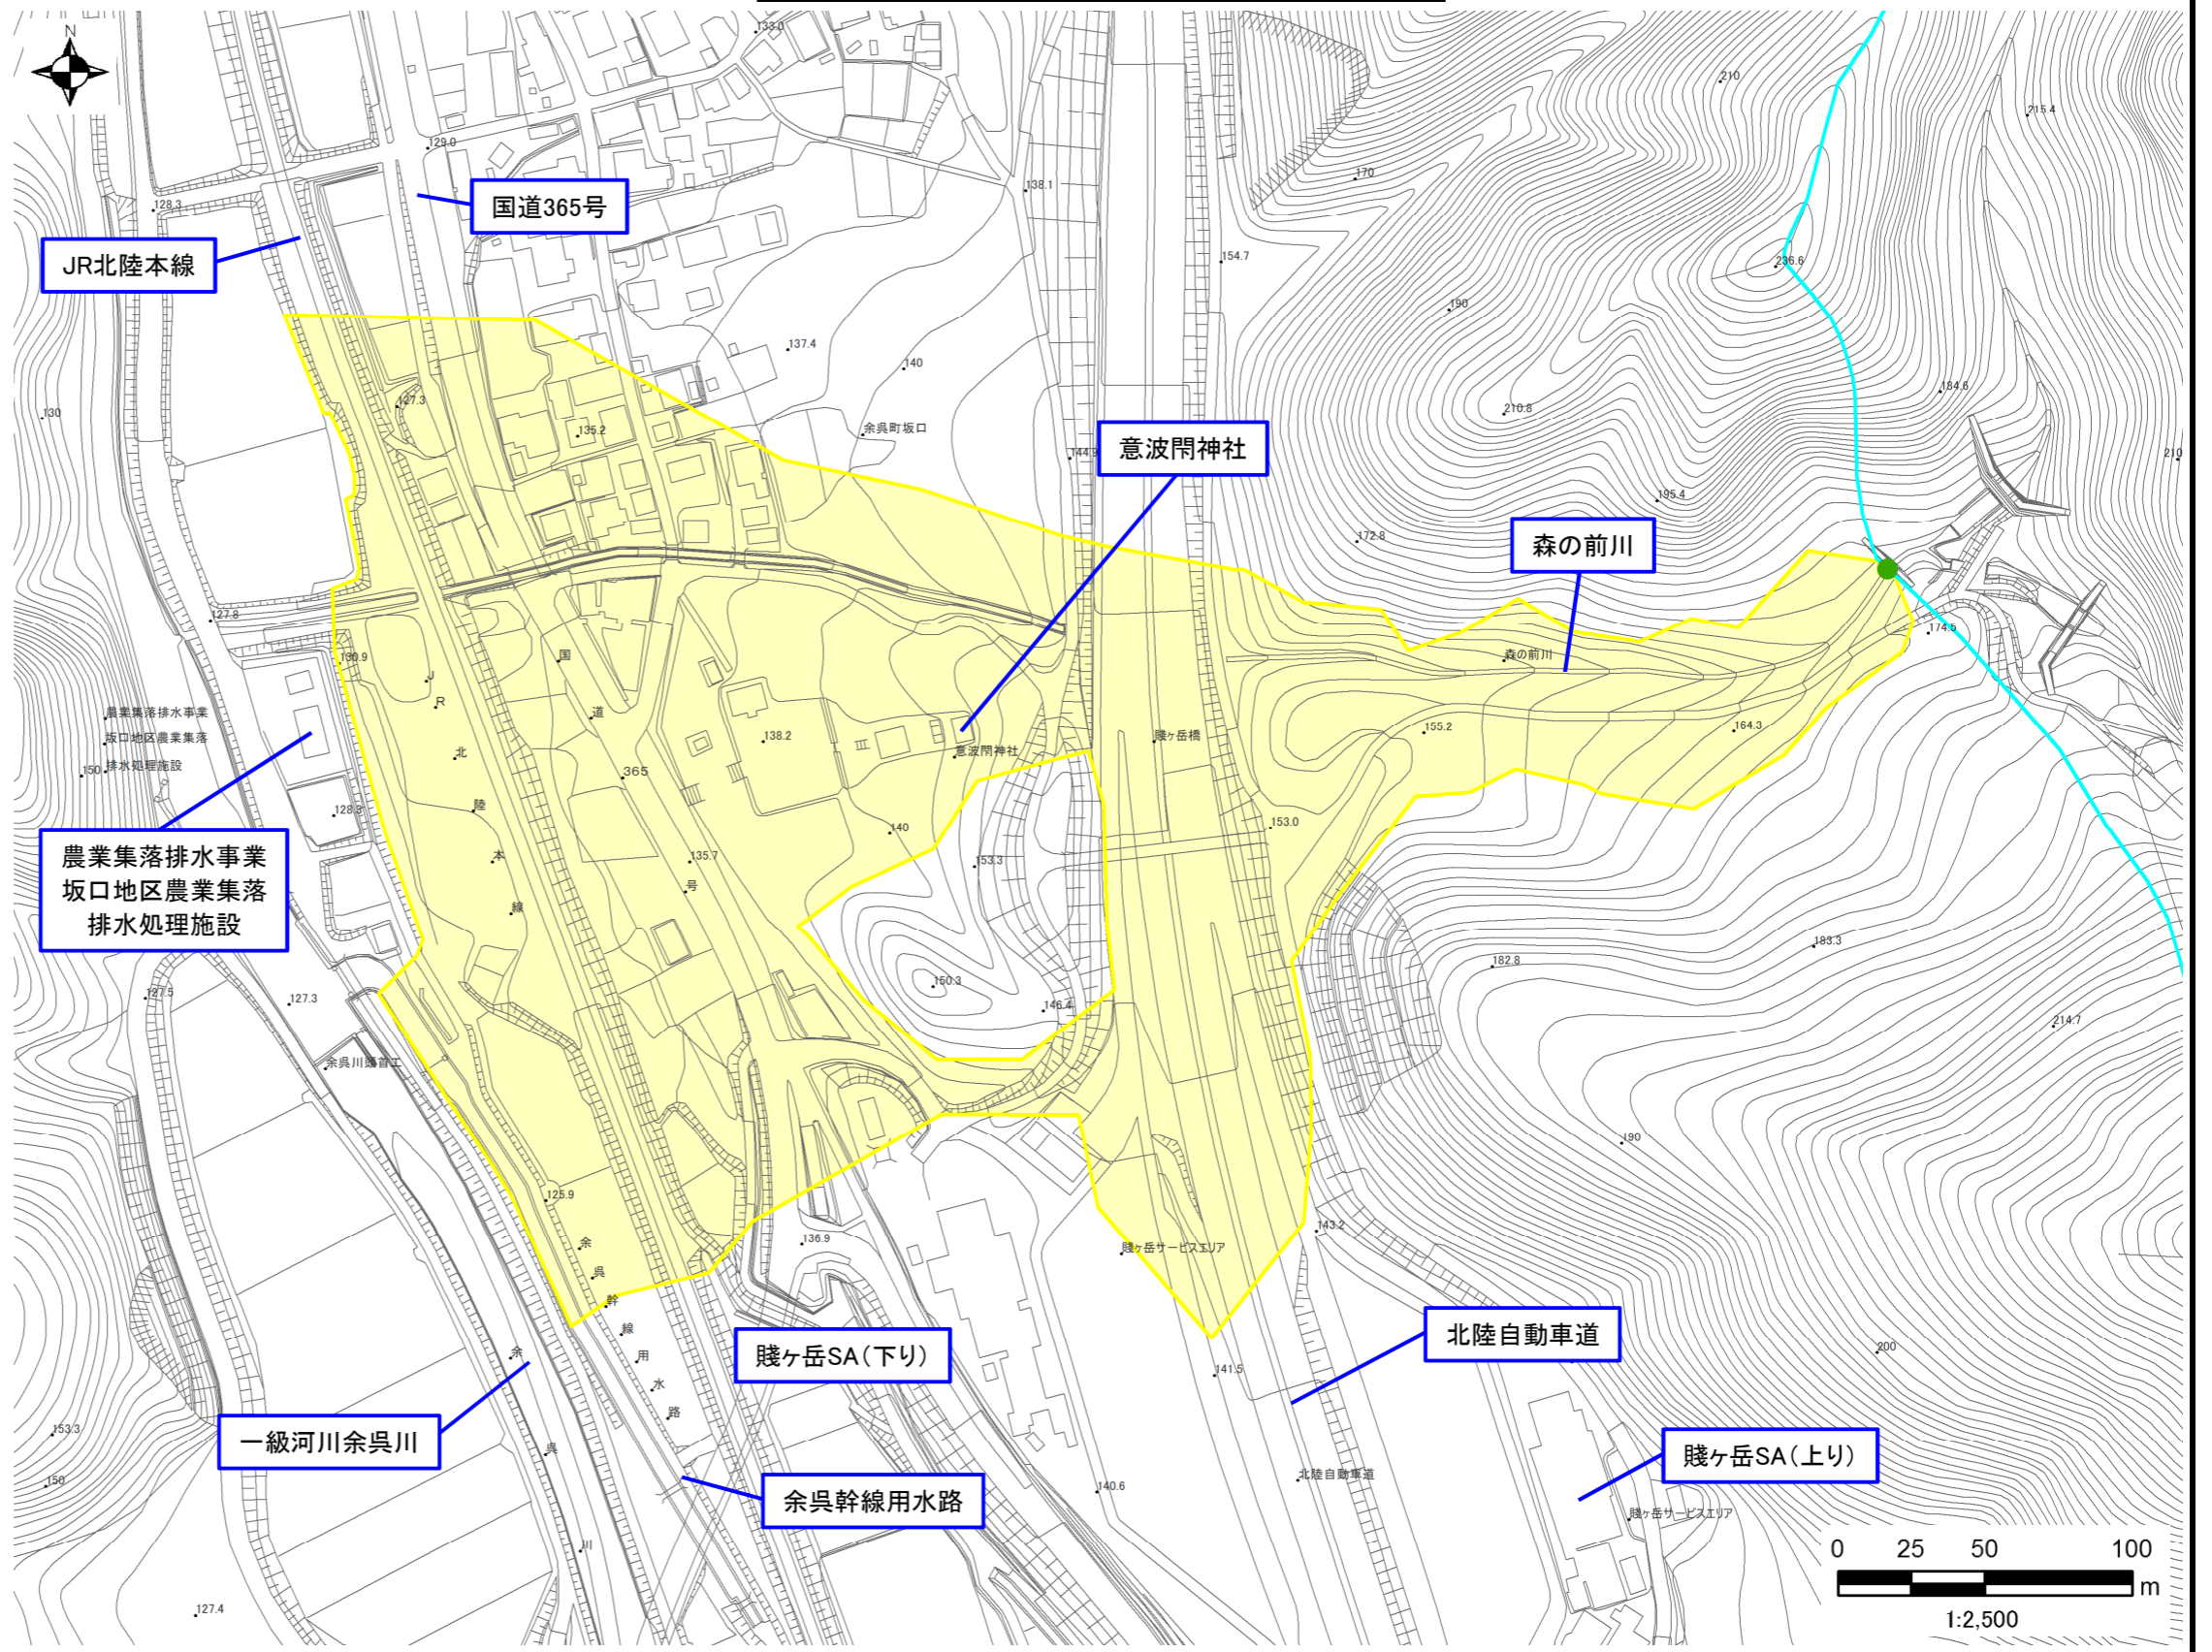 N
133.0
210
215.4
129.0
170
138.1
国道365号
128.3
154.7
236.6
JR北陸本線
190
137.4
140
184.6
127.3
210.8
130
135.2
余呉町坂口
意波閇神社
144.9
210
195.4
172.8
森の前川
127.8
174.5
130.9
国
森の前川
J
R
道
農業集落排水事業
坂口地区農業集落
排水処理施設
150
北
138.2
意波閇神社
賤ヶ岳橋
155.2
164.3
365
陸
128.3
140
153.0
農業集落排水事業
坂口地区農業集落
排水処理施設
本
135.7
153.3
号
線
183.3
182.8
127.5
127.3
150.3
146.4
214.7
余呉川頭首工
190
125.9
余
136.9
賤ヶ岳サービスエリア
143.2
呉
幹
線
賤ヶ岳SA(下り)
北陸自動車道
余
用
200
141.5
水
路
153.3
一級河川余呉川
呉
賤ヶ岳SA(上り)
150
余呉幹線用水路
140.6
北陸自動車道
賤ヶ岳サービスエリア
川
127.4
0 25 50 100
m
1:2,500